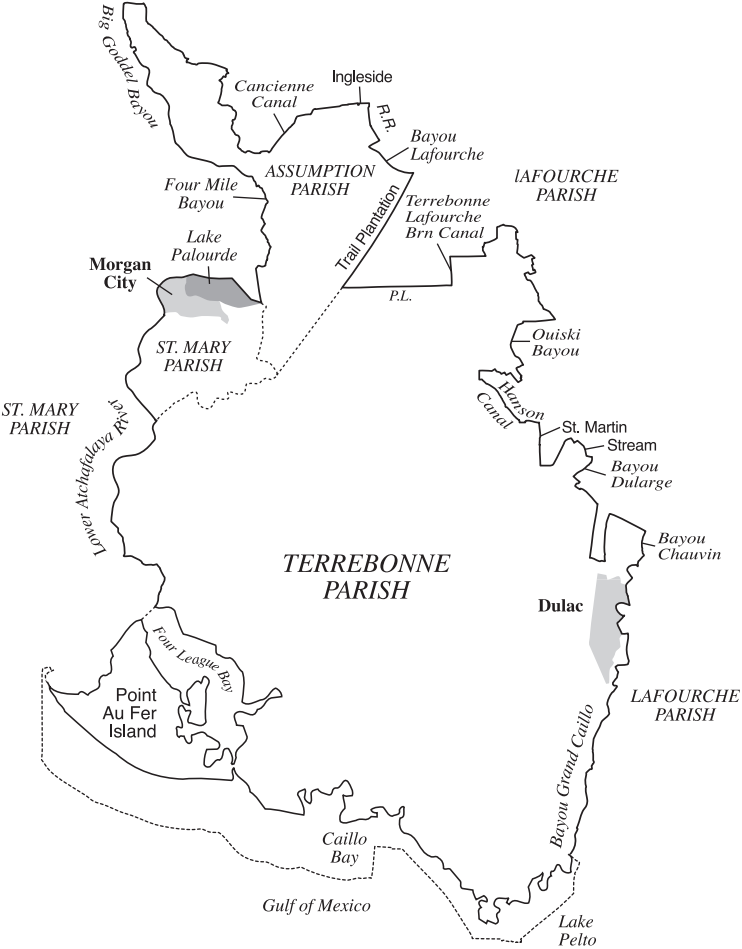 Big Goddel Bayou
Cancienne
Canal
Ingleside
R.R.
Bayou
Lafourche
ASSUMPTION
PARISH
lAFOURCHE
PARISH
Four Mile
Bayou
Trail Plantation
Terrebonne
Lafourche
Brn Canal
Lake
Palourde
Morgan
City
P.L.
Ouiski
Bayou
ST. MARY
PARISH
ST. MARY
PARISH
Hanson
Canal
St. Martin
Stream
Bayou
Dularge
Lower Atchafalaya River
Bayou
Chauvin
TERREBONNE
PARISH
Dulac
Four League Bay
Point
Au Fer
Island
LAFOURCHE
PARISH
Bayou Grand Caillo
Caillo
Bay
Gulf of Mexico
Lake
Pelto